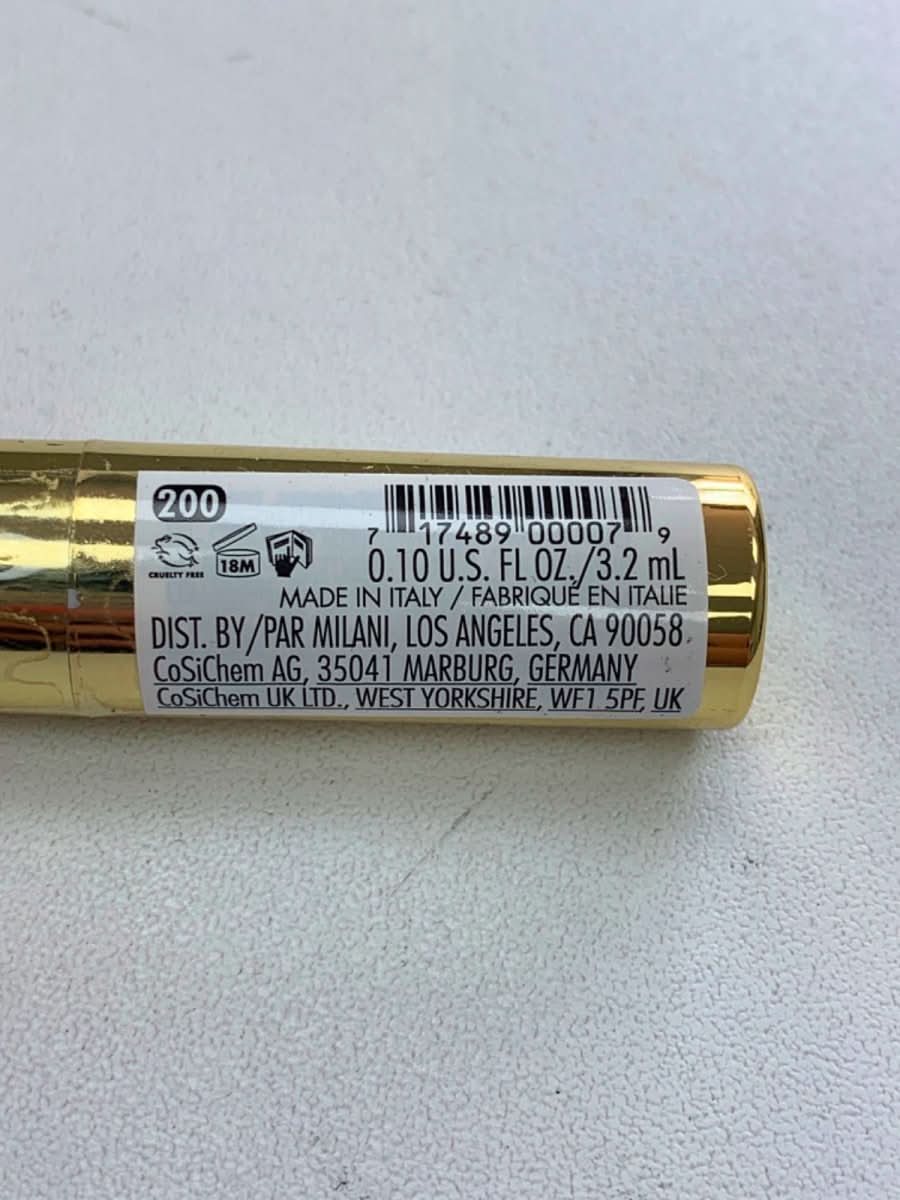 200
7 17489 00007 9
CRUELTY FREE
18M
0.10 U.S. FL OZ./3.2 mL
MADE IN ITALY / FABRIQUÉ EN ITALIE
DIST. BY/PAR MILANI, LOS ANGELES, CA 90058
CoSiChem AG, 35041 MARBURG, GERMANY
CoSiChem UK LTD., WEST YORKSHIRE, WF1 5PF, UK